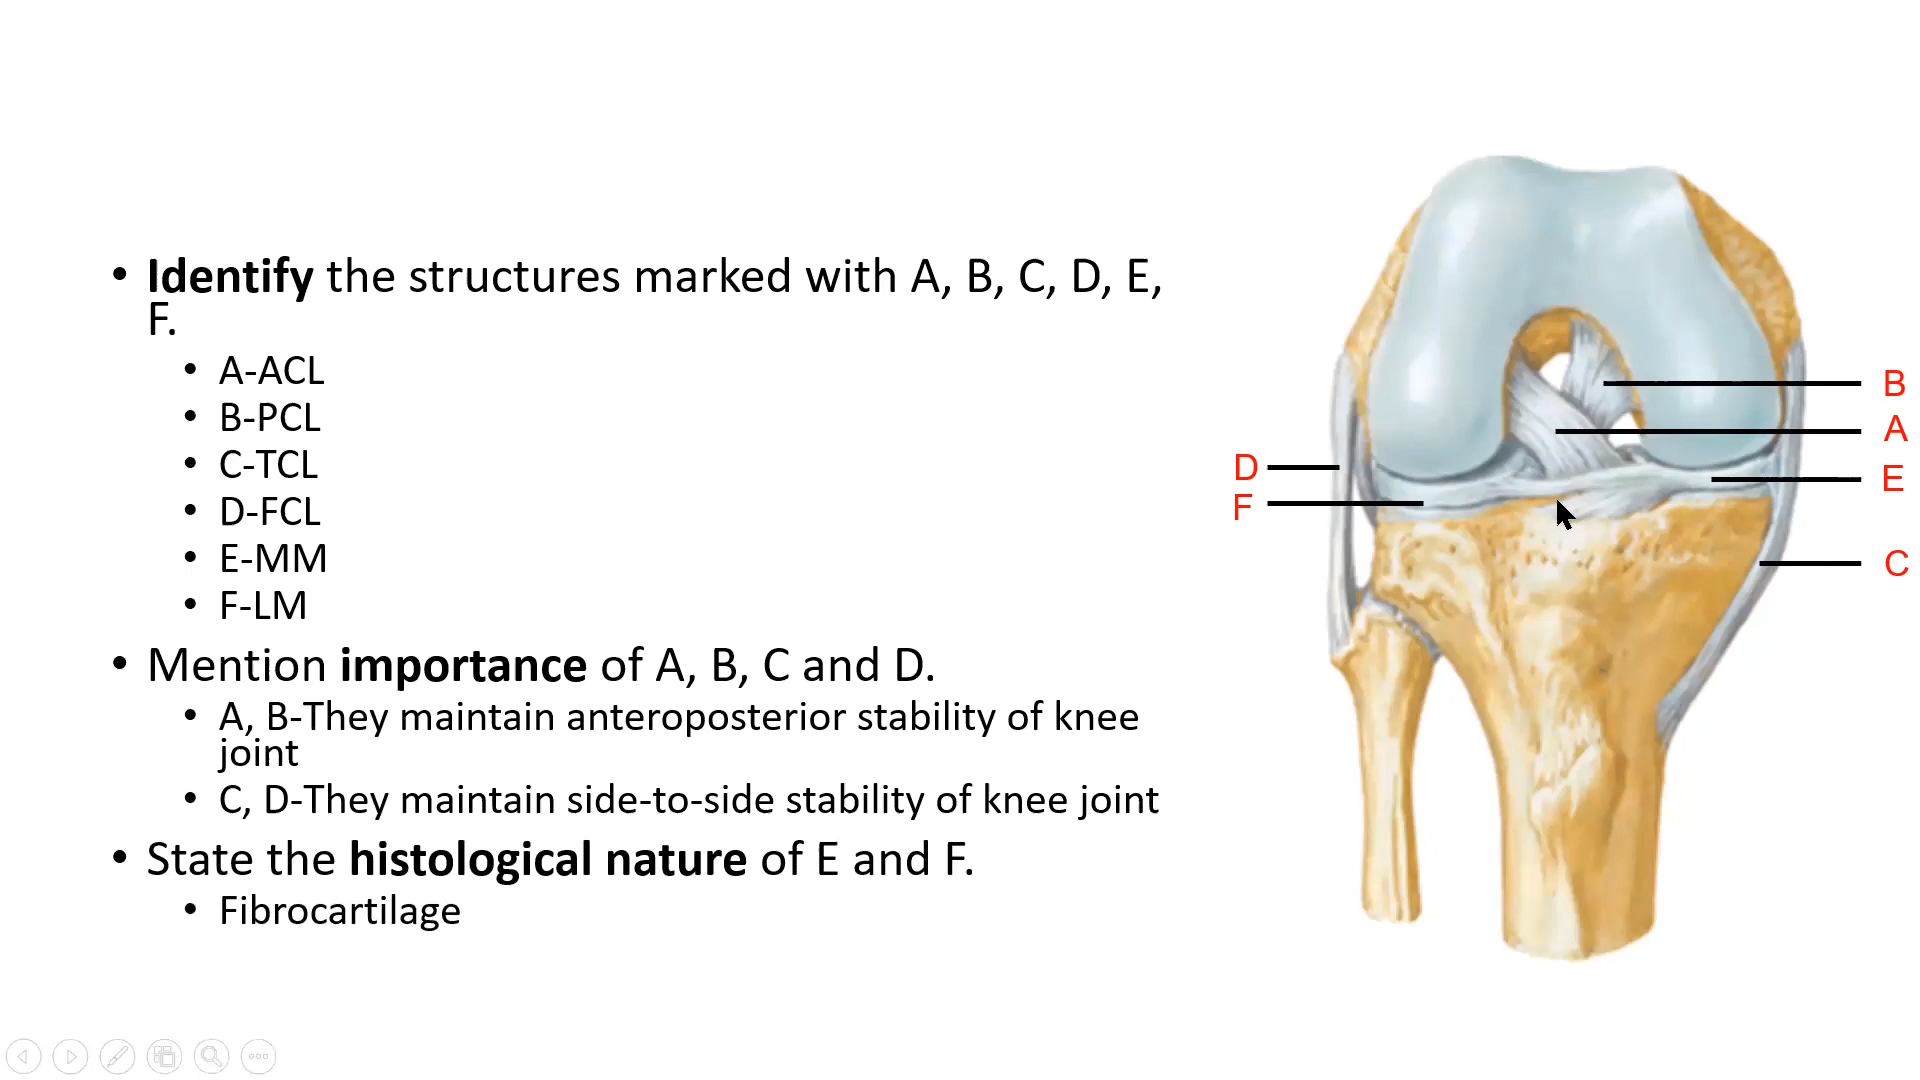 • Identify the structures marked with A, B, C, D, E,
F.
• A-ACL
• B-PCL
• C-TCL
• D-FCL
• E-MM
• F-LM
• Mention importance of A, B, C and D.
• A, B-They maintain anteroposterior stability of knee
joint
• C, D-They maintain side-to-side stability of knee joint
• State the histological nature of E and F.
• Fibrocartilage
B
A
D
E
F
C